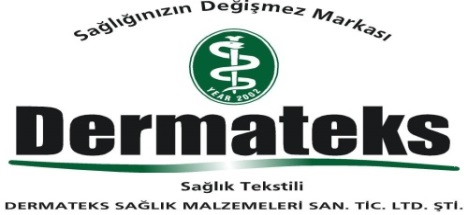 Sağlığınızın Değişmez Markası
YEAR 2002
Dermateks
Sağlık Tekstili
DERMATEKS SAĞLIK MALZEMELERİ SAN. TİC. LTD. ŞTİ.